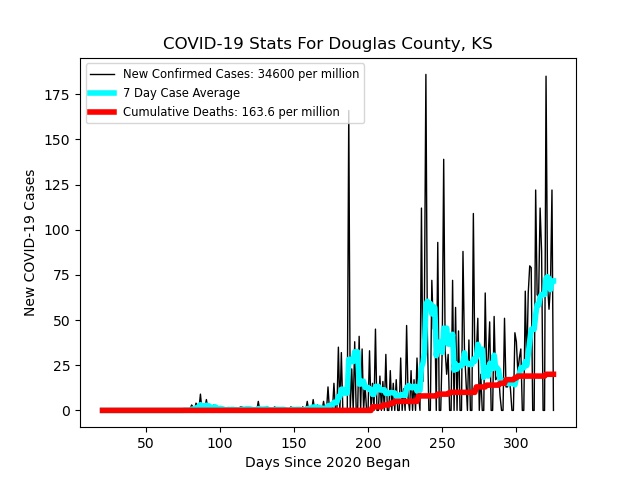 COVID-19 Stats For Douglas County, KS
New Confirmed Cases: 34600 per million
7 Day Case Average
Cumulative Deaths: 163.6 per million
New COVID-19 Cases
175
150
125
100
75
50
25
0
50 100 150 200 250 300
Days Since 2020 Began